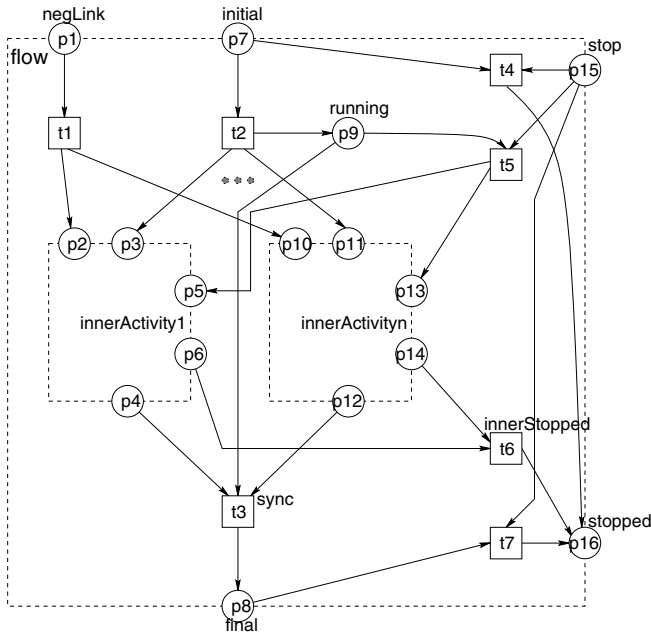 negLink
initial
p1
p7
stop
flow
t4
p15
running
t1
t2
p9
t5
p2
p3
p10
p11
p5
p13
innerActivity1
innerActivityn
p6
p14
p4
p12
innerStopped
t6
sync
t3
stopped
t7
p16
p8
final